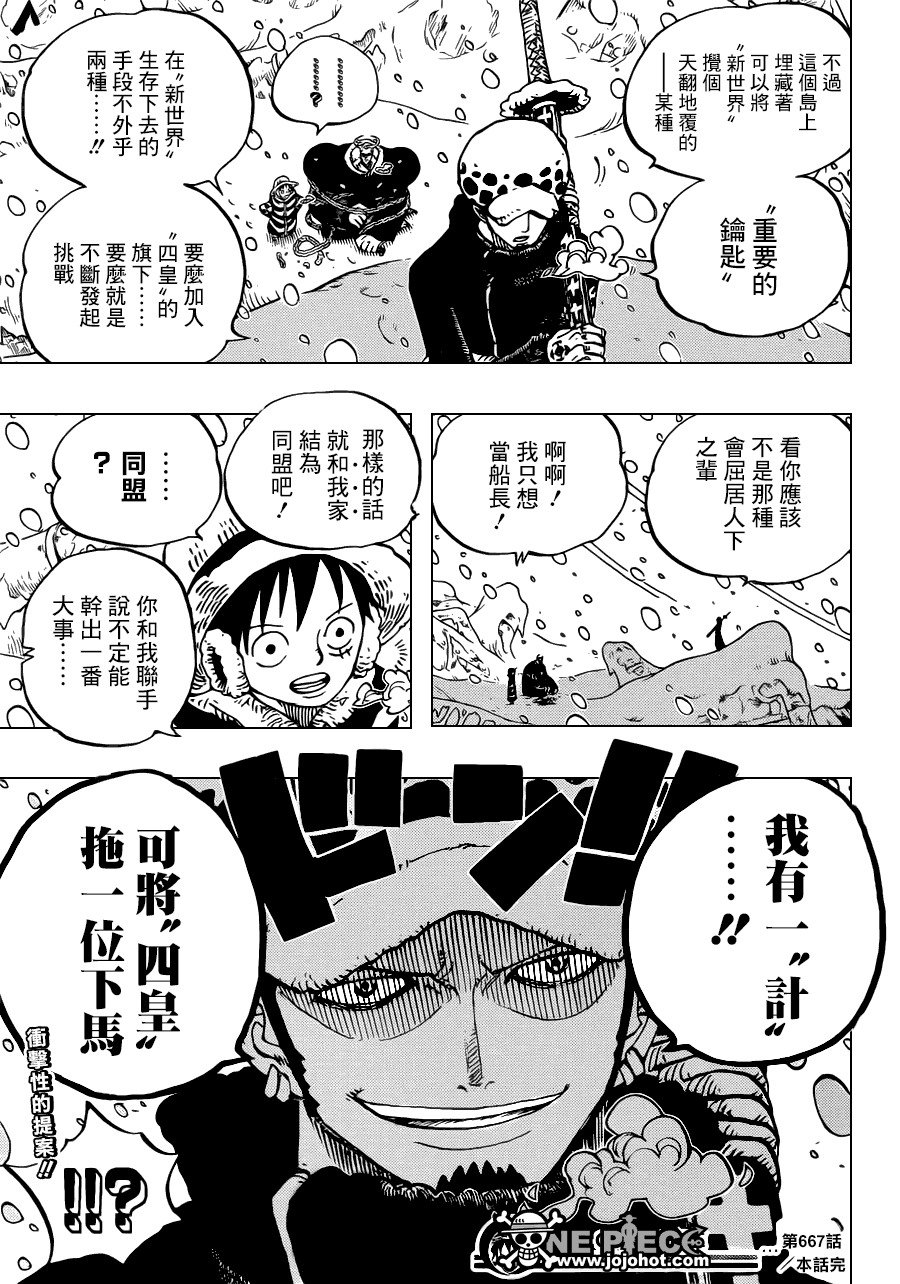 不過
這個島上
埋藏著
可以將
〝新世界〞
攪個
天翻地覆的
——某種
〝重要的
鑰匙〞
………
………?
在〝新世界〞
生存下去的
手段不外乎
兩種……!!
要麼加入
〝四皇〞的
旗下……
要麼就是
不斷發起
挑戰
看你應該
不是那種
會屈居人下
之輩
啊啊!
我只想
當船長!
那樣的話
就和我家
結為
同盟吧!
……
同盟
?
你和我聯手
說不定能
幹出一番
大事……
我有一〝計〞
……!!
可將〝四皇〞
拖一位下馬
衝擊性的提案!!
!!?
ONE PIECE
www.jojohot.com
第667話
…／本話完